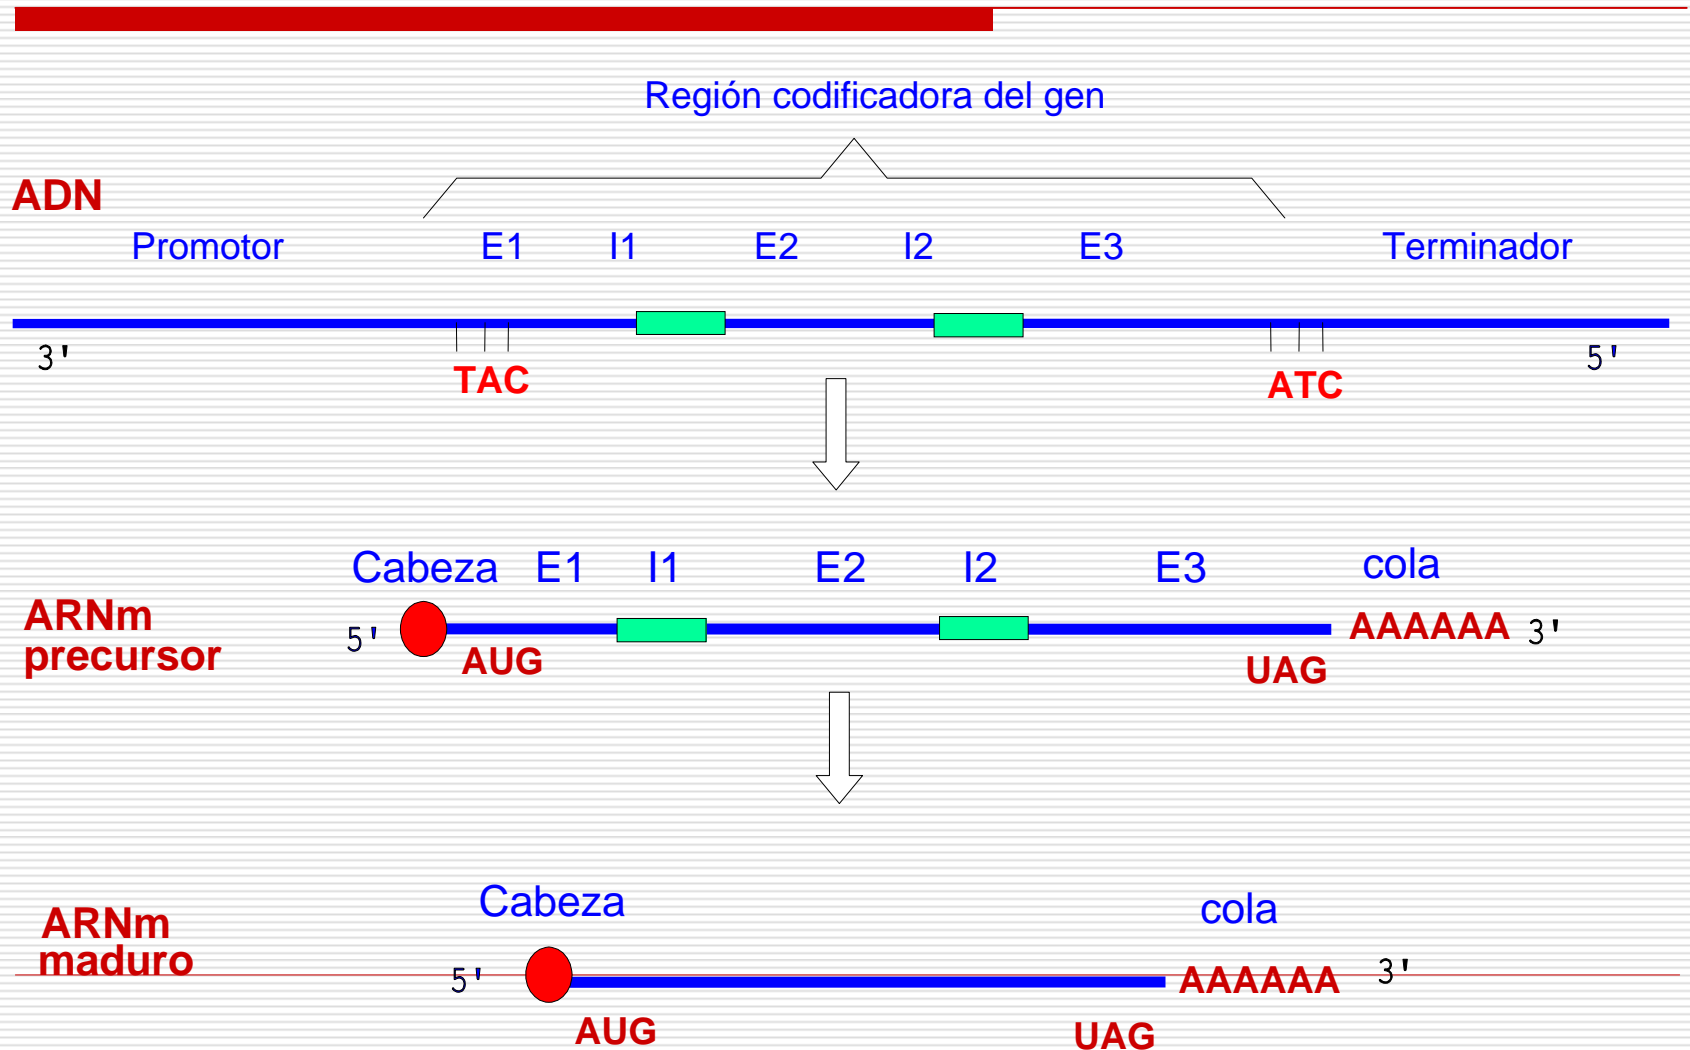 Región codificadora del gen
ADN
Promotor E1 I1 E2 I2 E3 Terminador
3' 5'
TAC ATC
Cabeza E1 I1 E2 I2 E3 cola
ARNm
precursor
5' AAAAAA 3'
AUG UAG
Cabeza cola
ARNm
maduro
5' AAAAAA 3'
AUG UAG